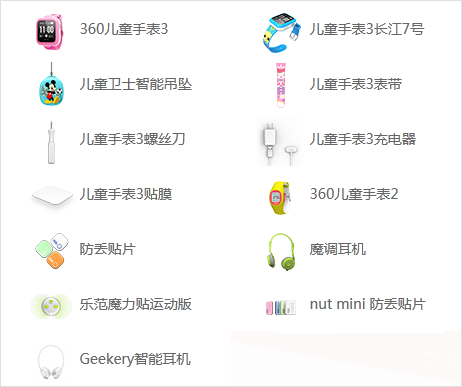 360儿童手表3
儿童手表3长江7号
儿童卫士智能吊坠
儿童手表3表带
儿童手表3螺丝刀
儿童手表3充电器
儿童手表3贴膜
360儿童手表2
防丢贴片
魔调耳机
乐范魔力贴运动版
nut mini 防丢贴片
Geekery智能耳机